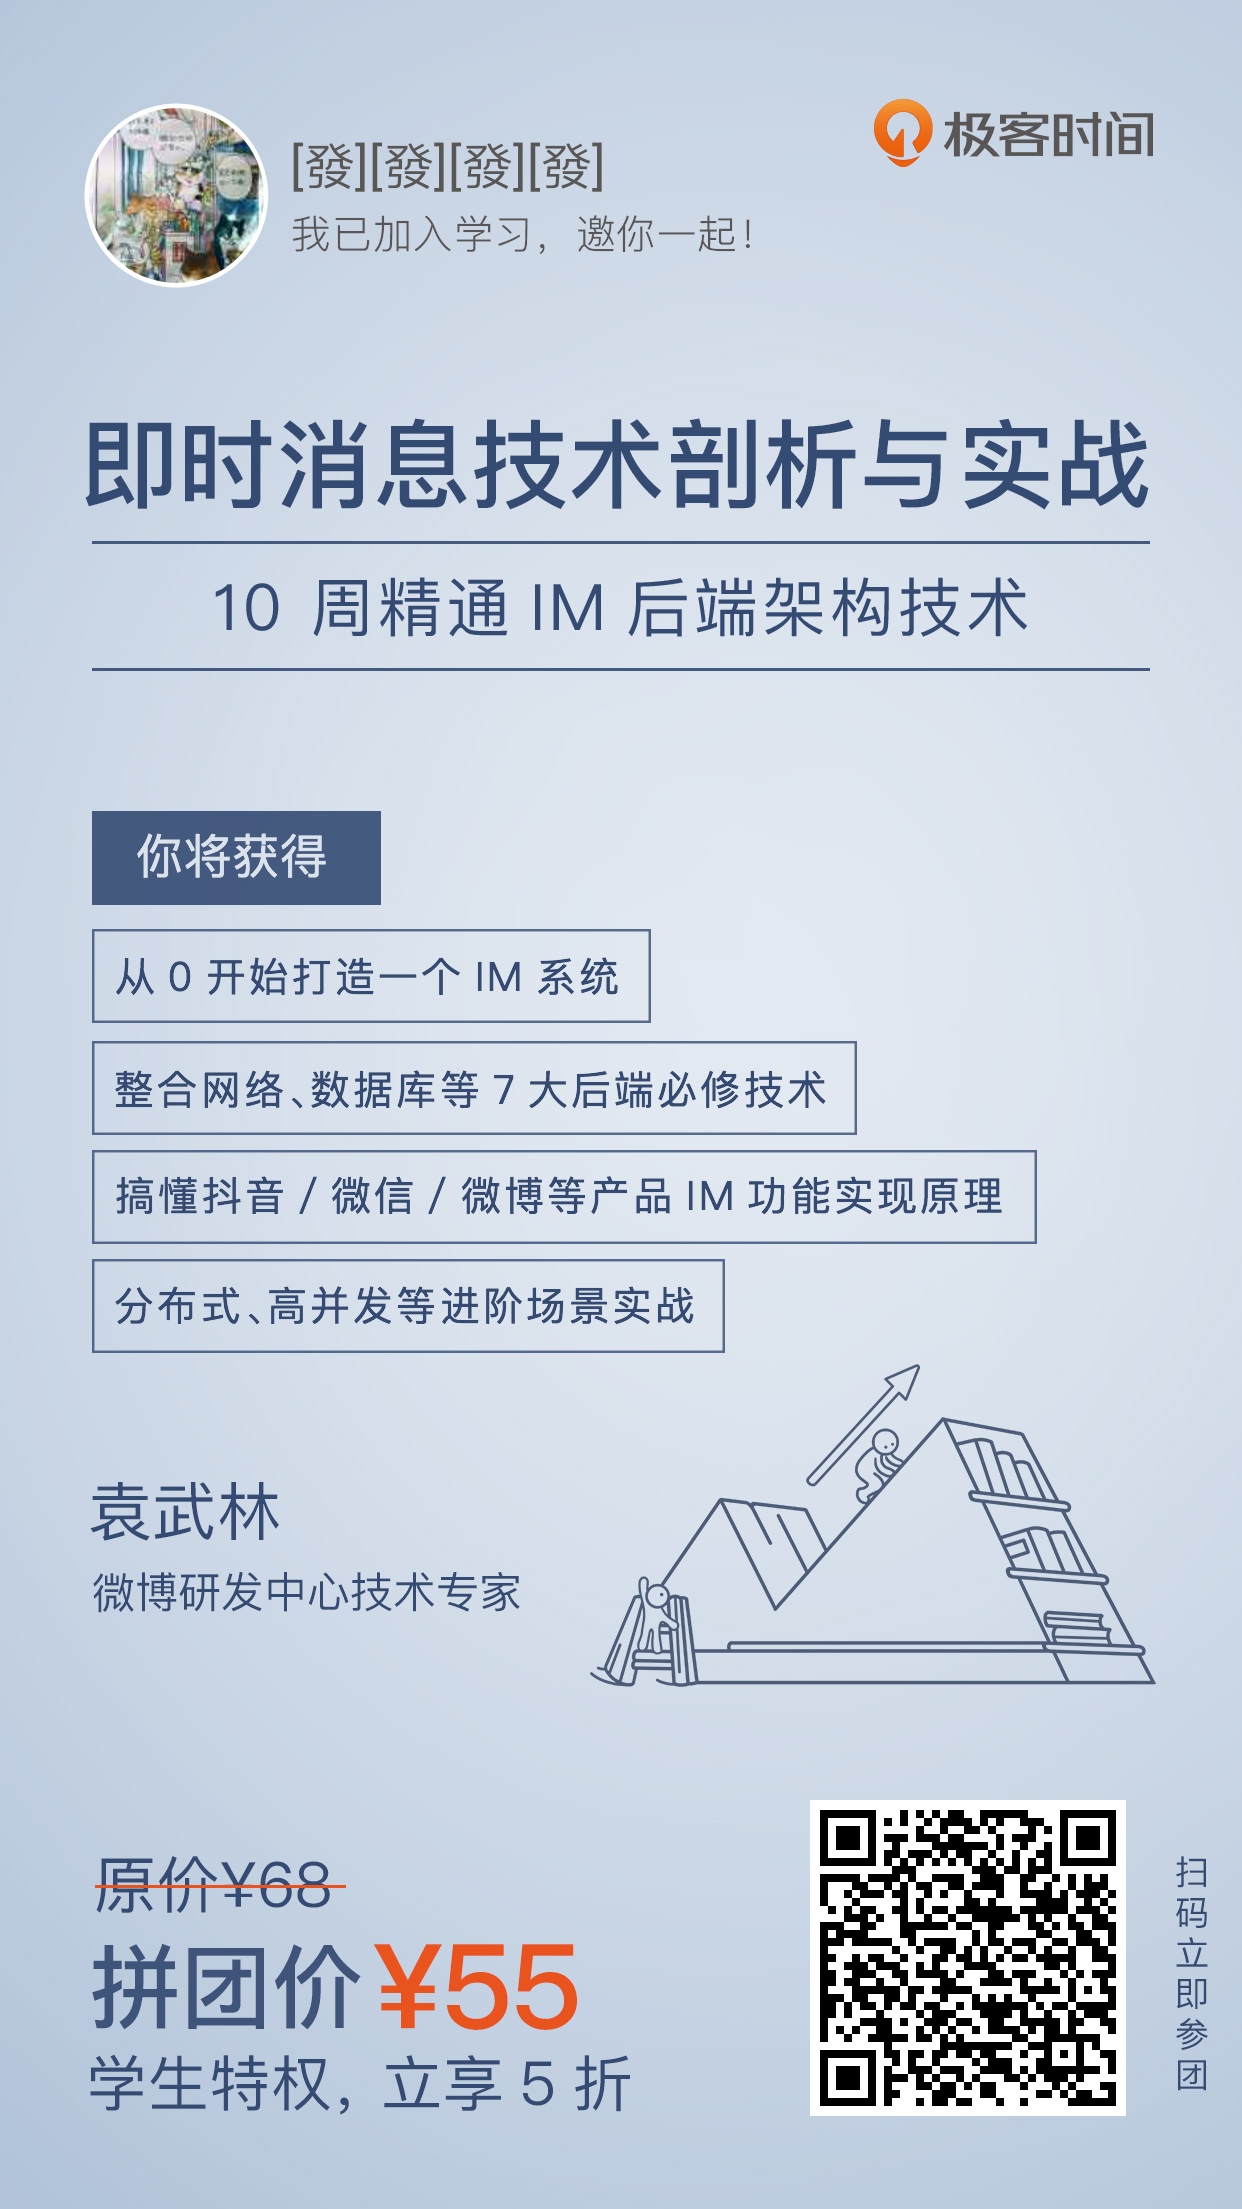 [發][發][發][發]
我已加入学习，邀你一起！
极客时间
即时消息技术剖析与实战
10 周精通 IM 后端架构技术
你将获得
从 0 开始打造一个 IM 系统
整合网络、数据库等 7 大后端必修技术
搞懂抖音 / 微信 / 微博等产品 IM 功能实现原理
分布式、高并发等进阶场景实战
袁武林
微博研发中心技术专家
原价¥68
拼团价¥55
学生特权，立享 5 折
扫码立即参团